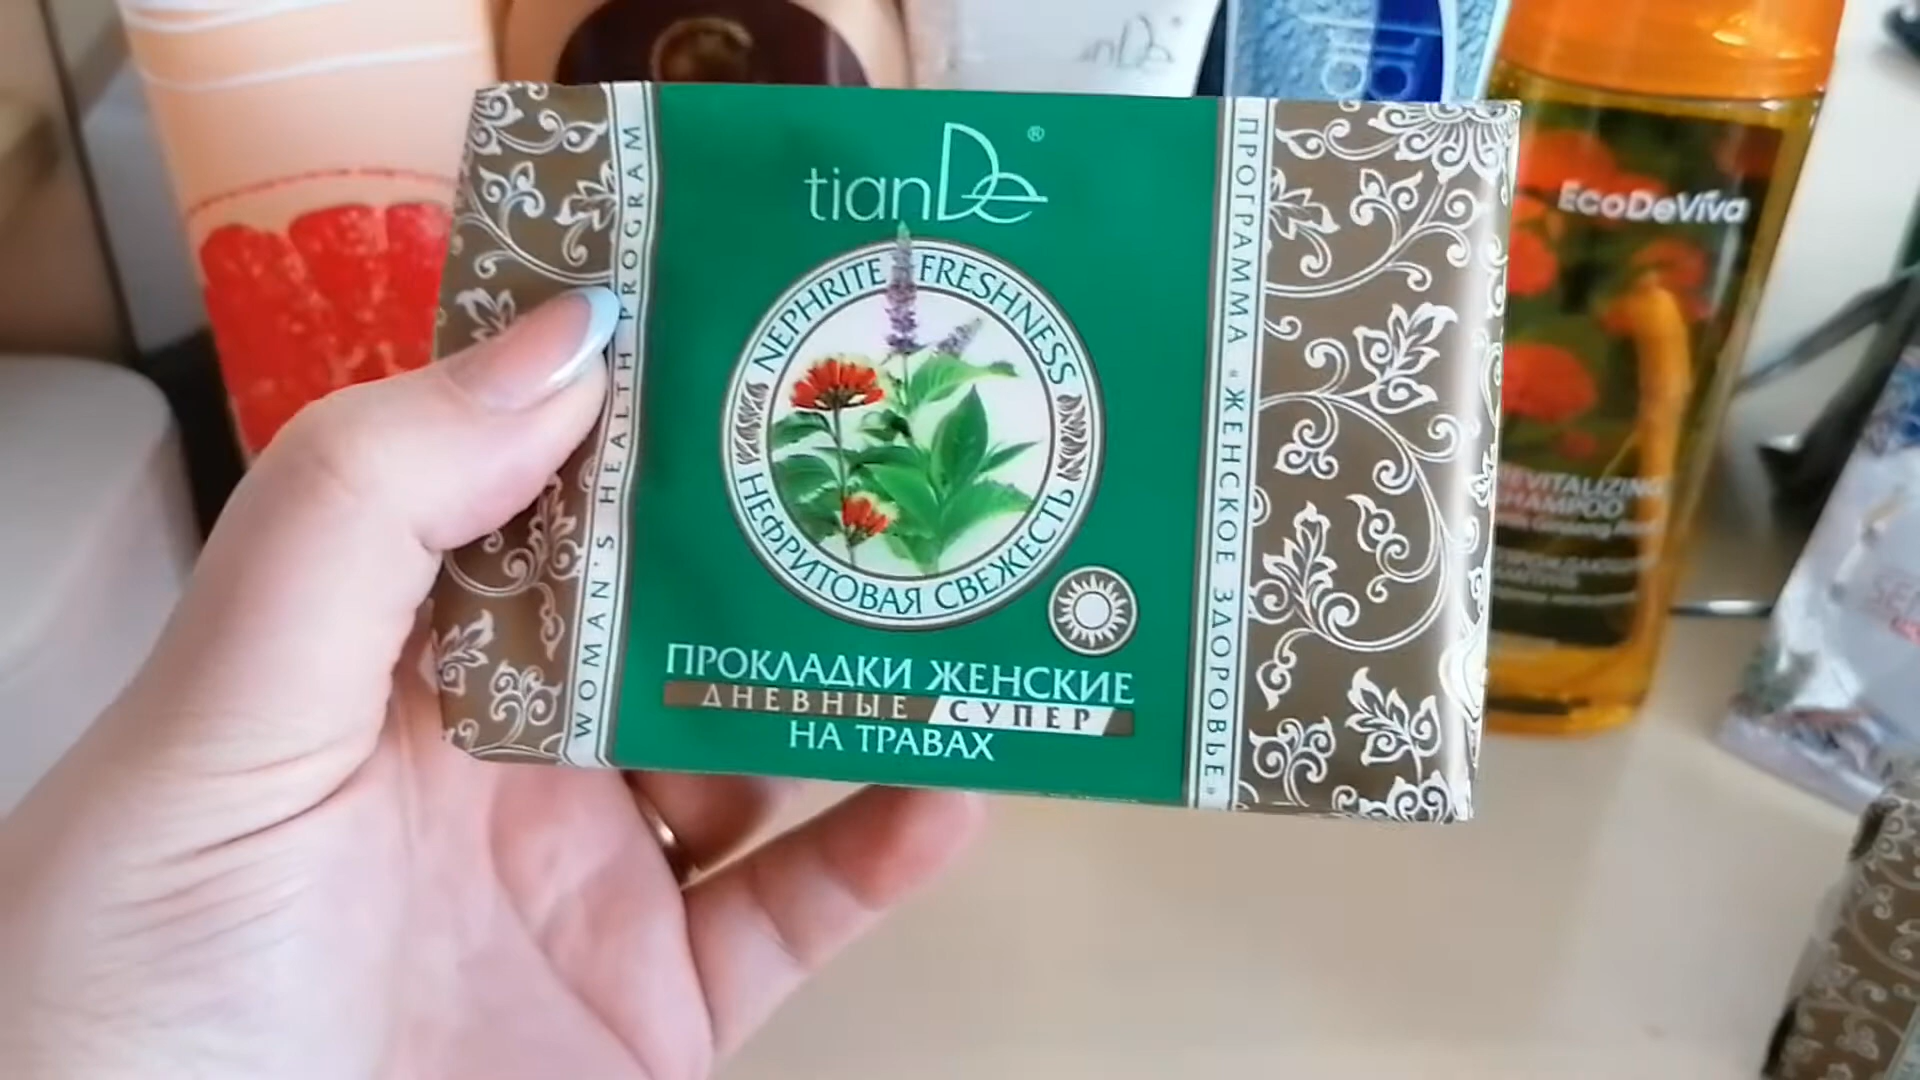 tianDe®
NEPHRITE FRESHNESS
НЕФРИТОВАЯ СВЕЖЕСТЬ
ПРОКЛАДКИ ЖЕНСКИЕ
ДНЕВНЫЕ СУПЕР
НА ТРАВАХ
WOMAN'S HEALTH PROGRAM
ПРОГРАММА «ЖЕНСКОЕ ЗДОРОВЬЕ»
EcoDeViva
REVITALIZING
SHAMPOO